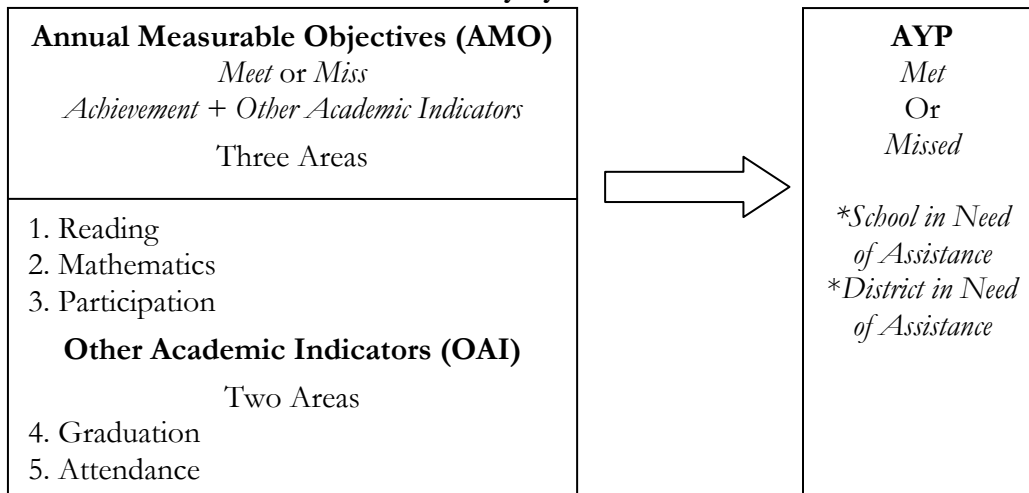 Annual Measurable Objectives (AMO)
Meet or Miss
Achievement + Other Academic Indicators
Three Areas
1. Reading
2. Mathematics
3. Participation
Other Academic Indicators (OAI)
Two Areas
4. Graduation
5. Attendance
AYP
Met
Or
Missed
*School in Need
of Assistance
*District in Need
of Assistance